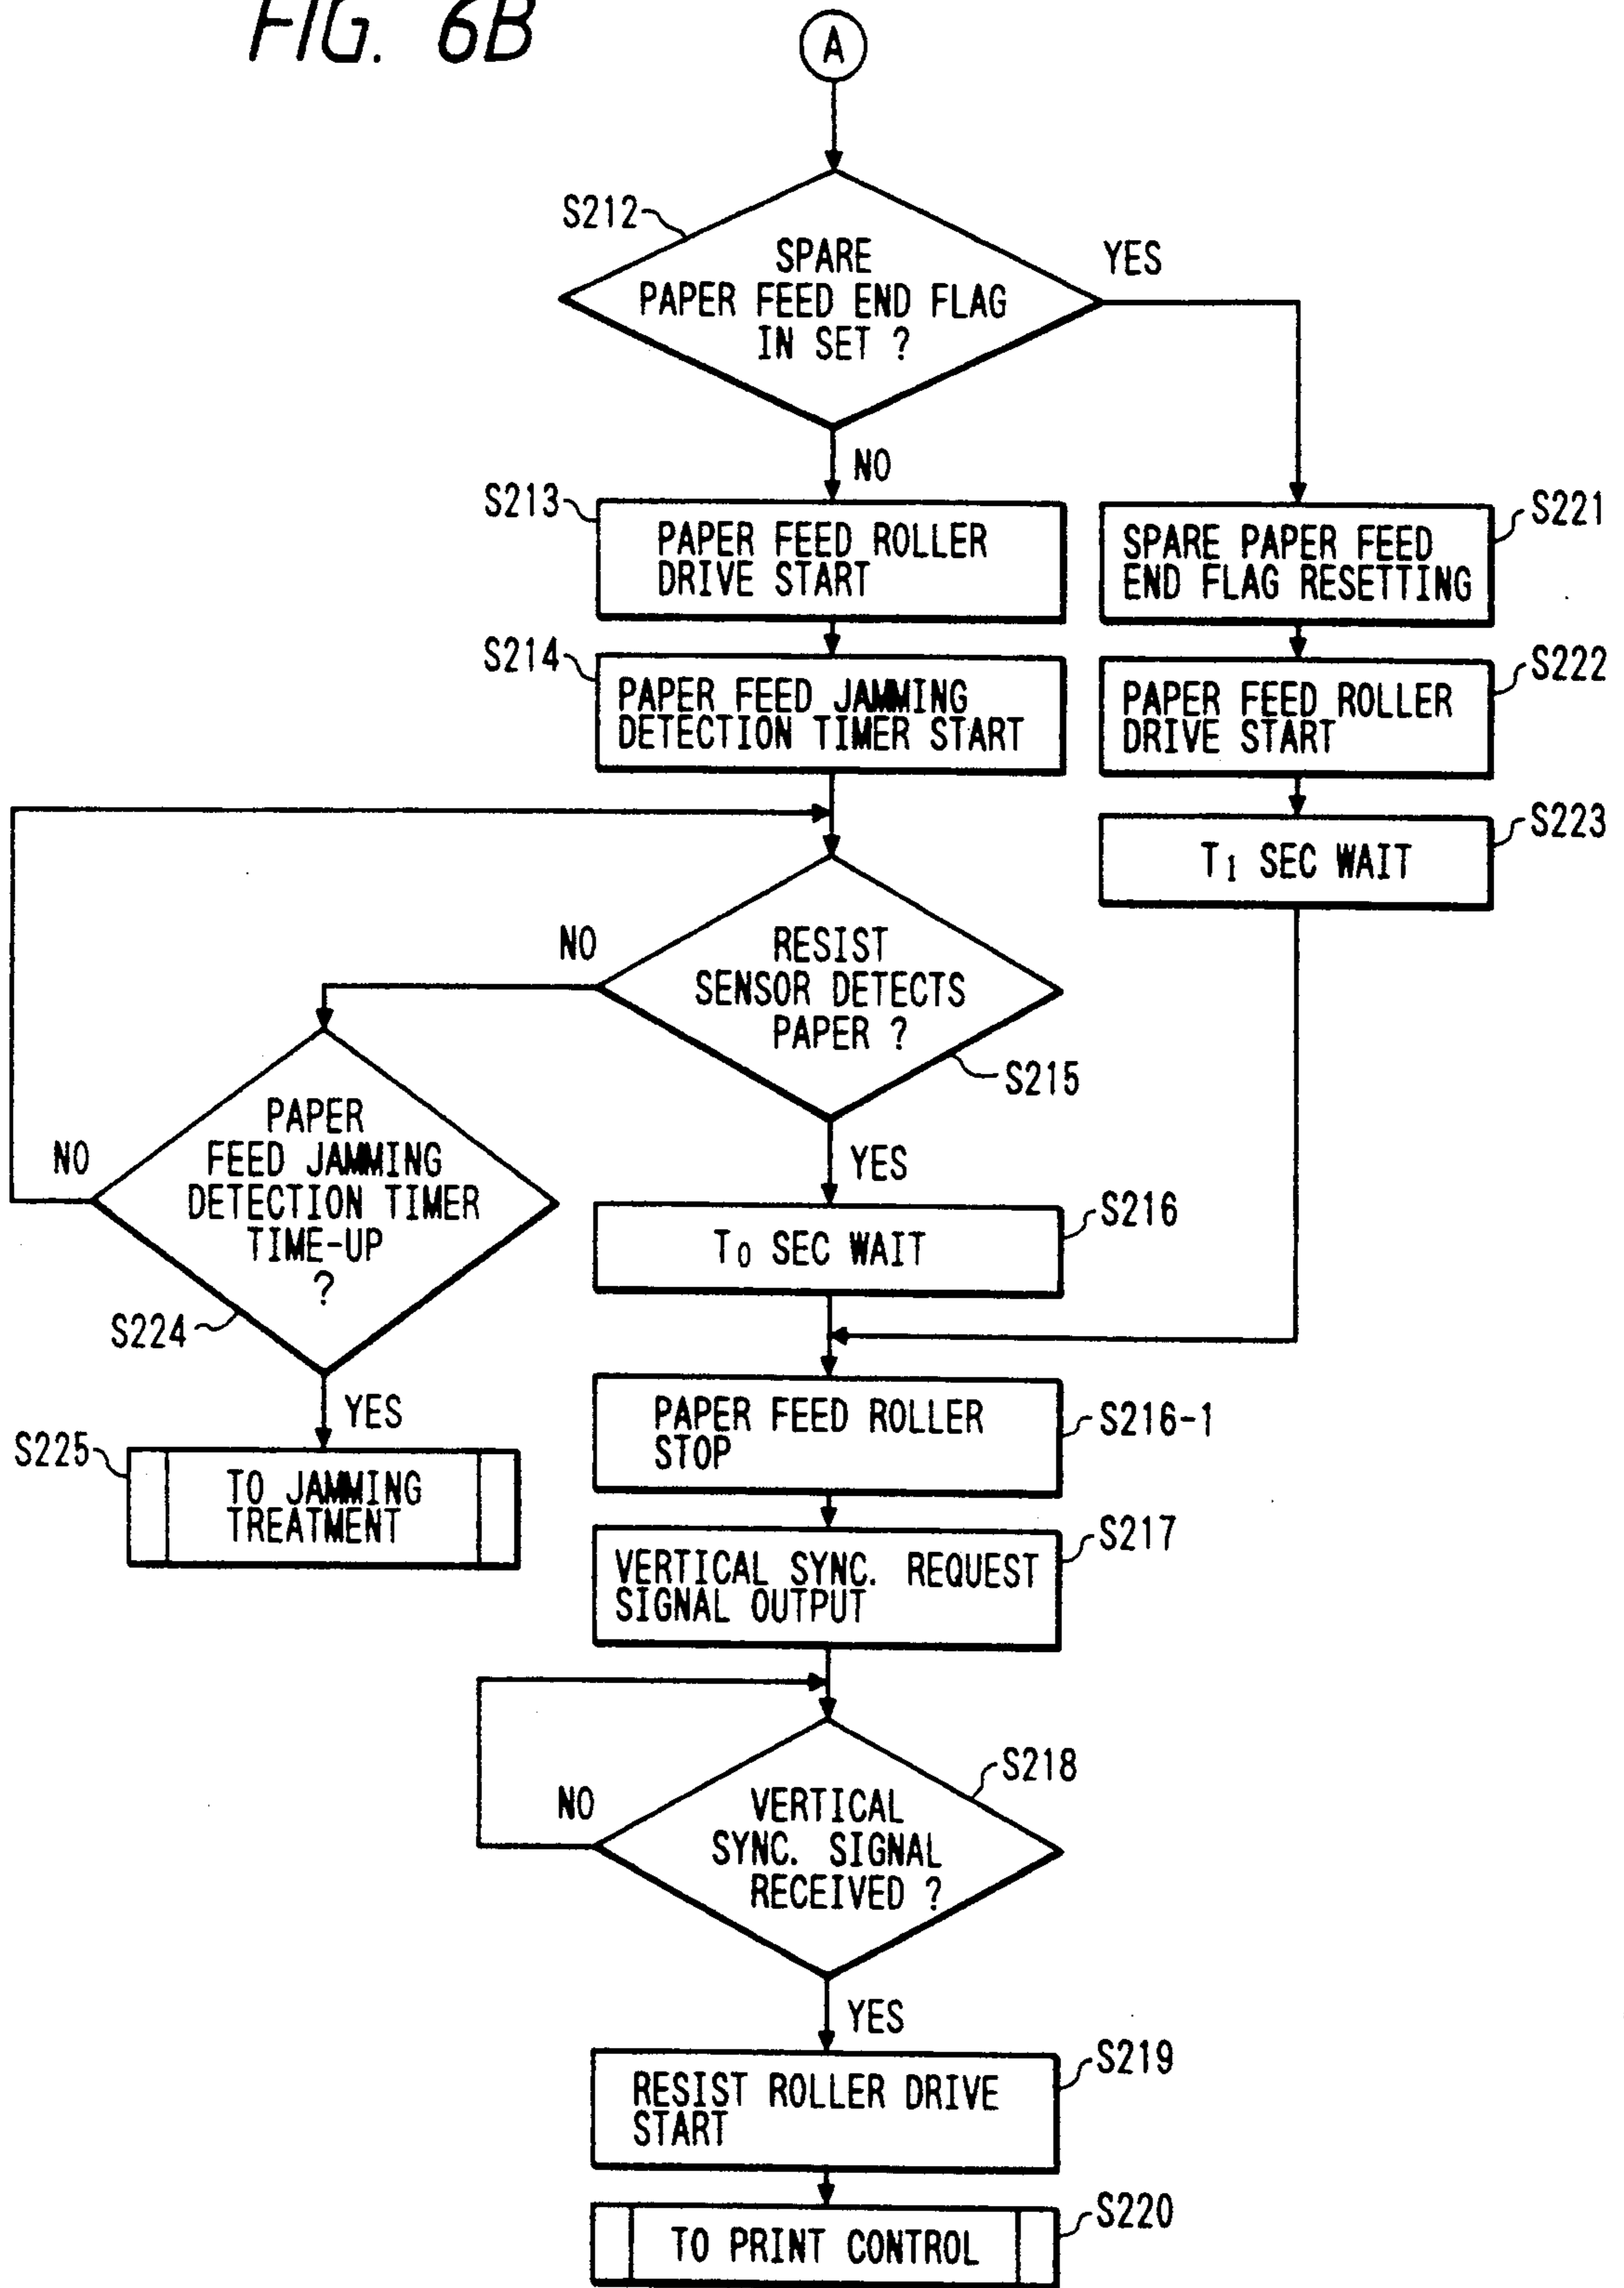 FIG. 6B
A
S212
SPARE
PAPER FEED END FLAG
IN SET ?
YES
NO
S213
PAPER FEED ROLLER
DRIVE START
S221
SPARE PAPER FEED
END FLAG RESETTING
S214
PAPER FEED JAMMING
DETECTION TIMER START
S222
PAPER FEED ROLLER
DRIVE START
S223
T1 SEC WAIT
NO
RESIST
SENSOR DETECTS
PAPER ?
S215
YES
NO
PAPER
FEED JAMMING
DETECTION TIMER
TIME-UP
?
S224
YES
S216
T0 SEC WAIT
S225
TO JAMMING
TREATMENT
PAPER FEED ROLLER
STOP
S216-1
S217
VERTICAL SYNC. REQUEST
SIGNAL OUTPUT
S218
NO
VERTICAL
SYNC. SIGNAL
RECEIVED ?
YES
S219
RESIST ROLLER DRIVE
START
S220
TO PRINT CONTROL